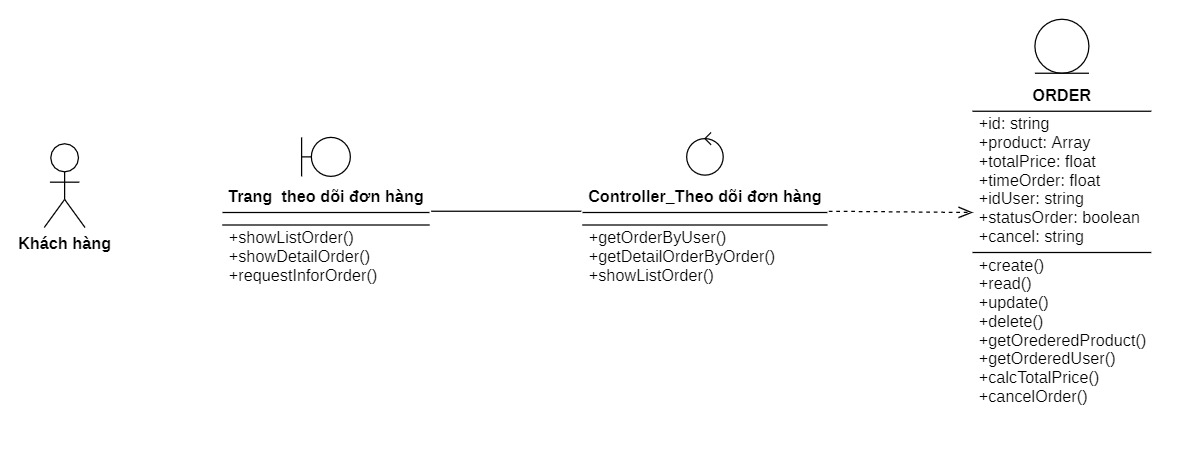 Khách hàng
Trang theo dõi đơn hàng
+showListOrder()
+showDetailOrder()
+requestInforOrder()
Controller_Theo dõi đơn hàng
+getOrderByUser()
+getDetailOrderByOrder()
+showListOrder()
ORDER
+id: string
+product: Array
+totalPrice: float
+timeOrder: float
+idUser: string
+statusOrder: boolean
+cancel: string
+create()
+read()
+update()
+delete()
+getOrederedProduct()
+getOrderedUser()
+calcTotalPrice()
+cancelOrder()